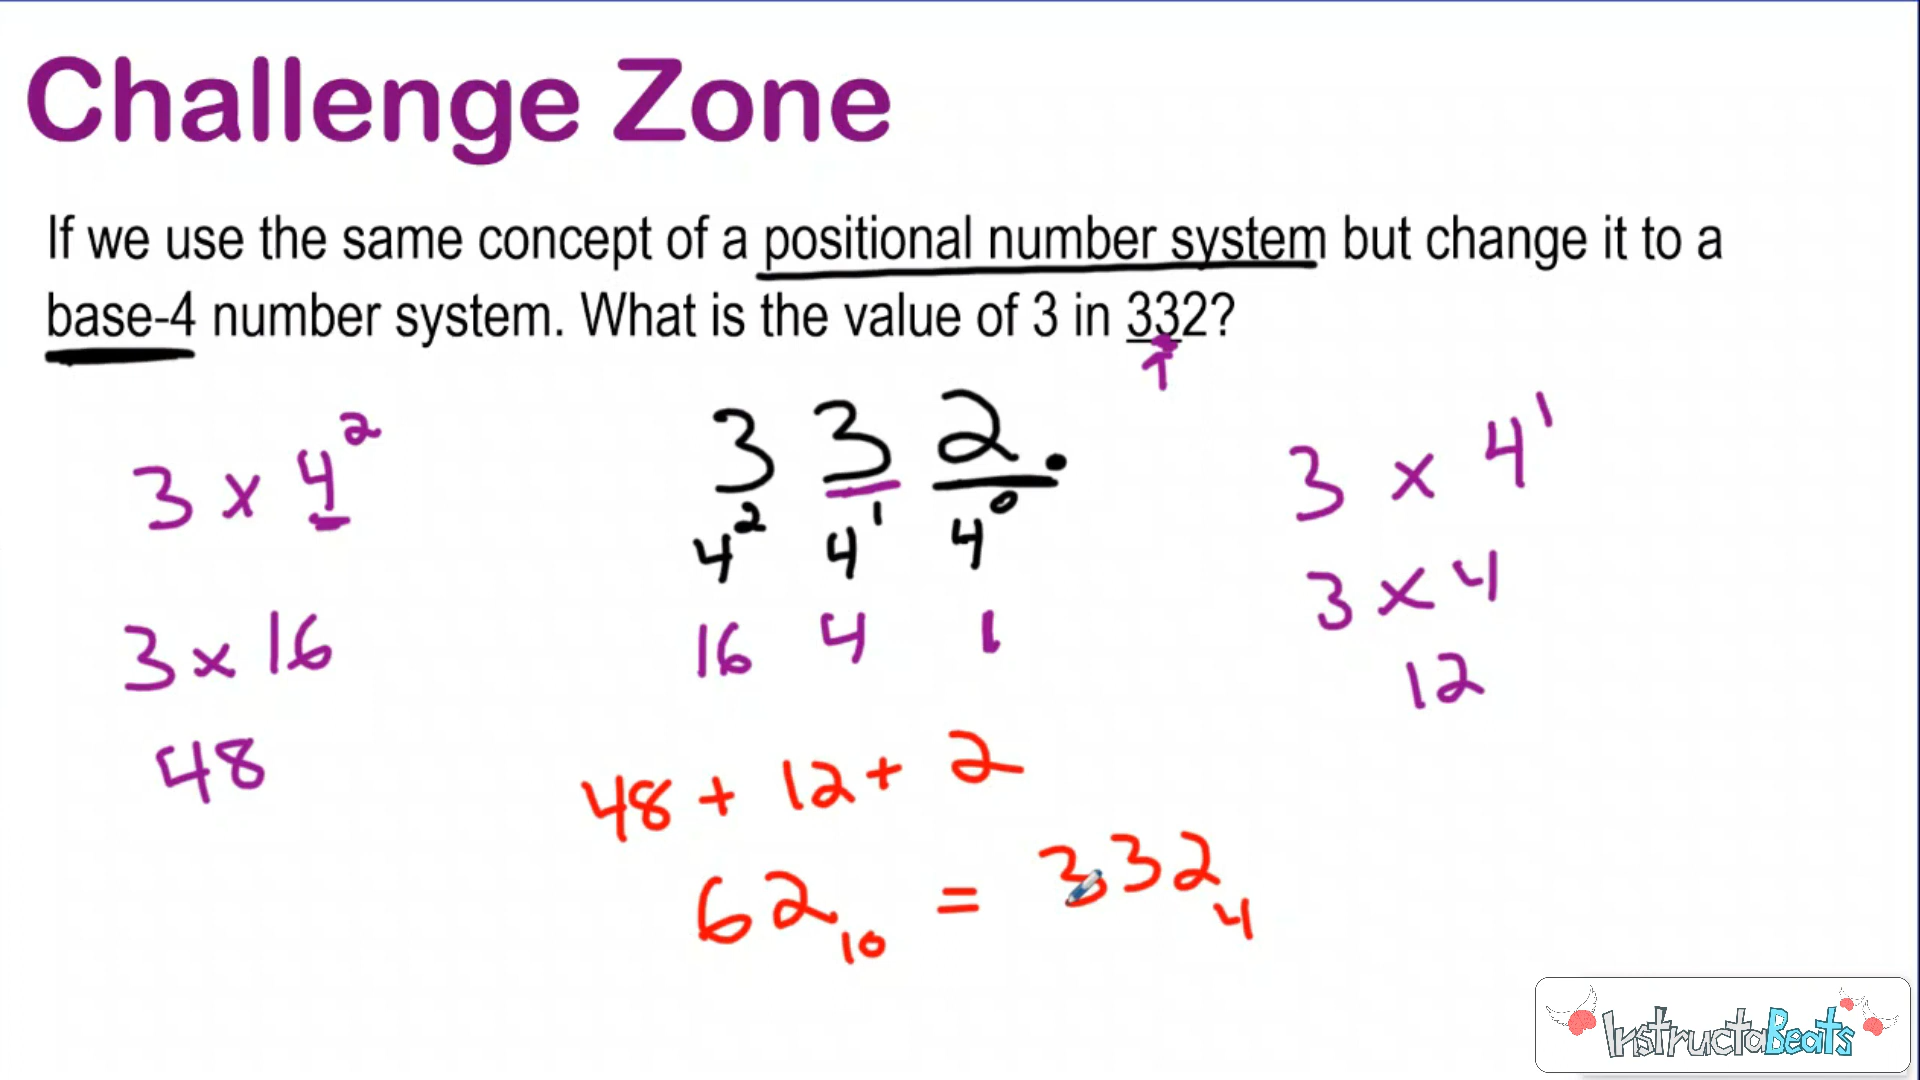 Challenge Zone
If we use the same concept of a positional number system but change it to a
base-4 number system. What is the value of 3 in 332?
3 x 4²
3 x 16
48
3 3 2.
4² 4¹ 4⁰
16 4 1
3 x 4¹
3 x 4
12
48 + 12 + 2
62₁₀ = 332₄
InstructaBeats